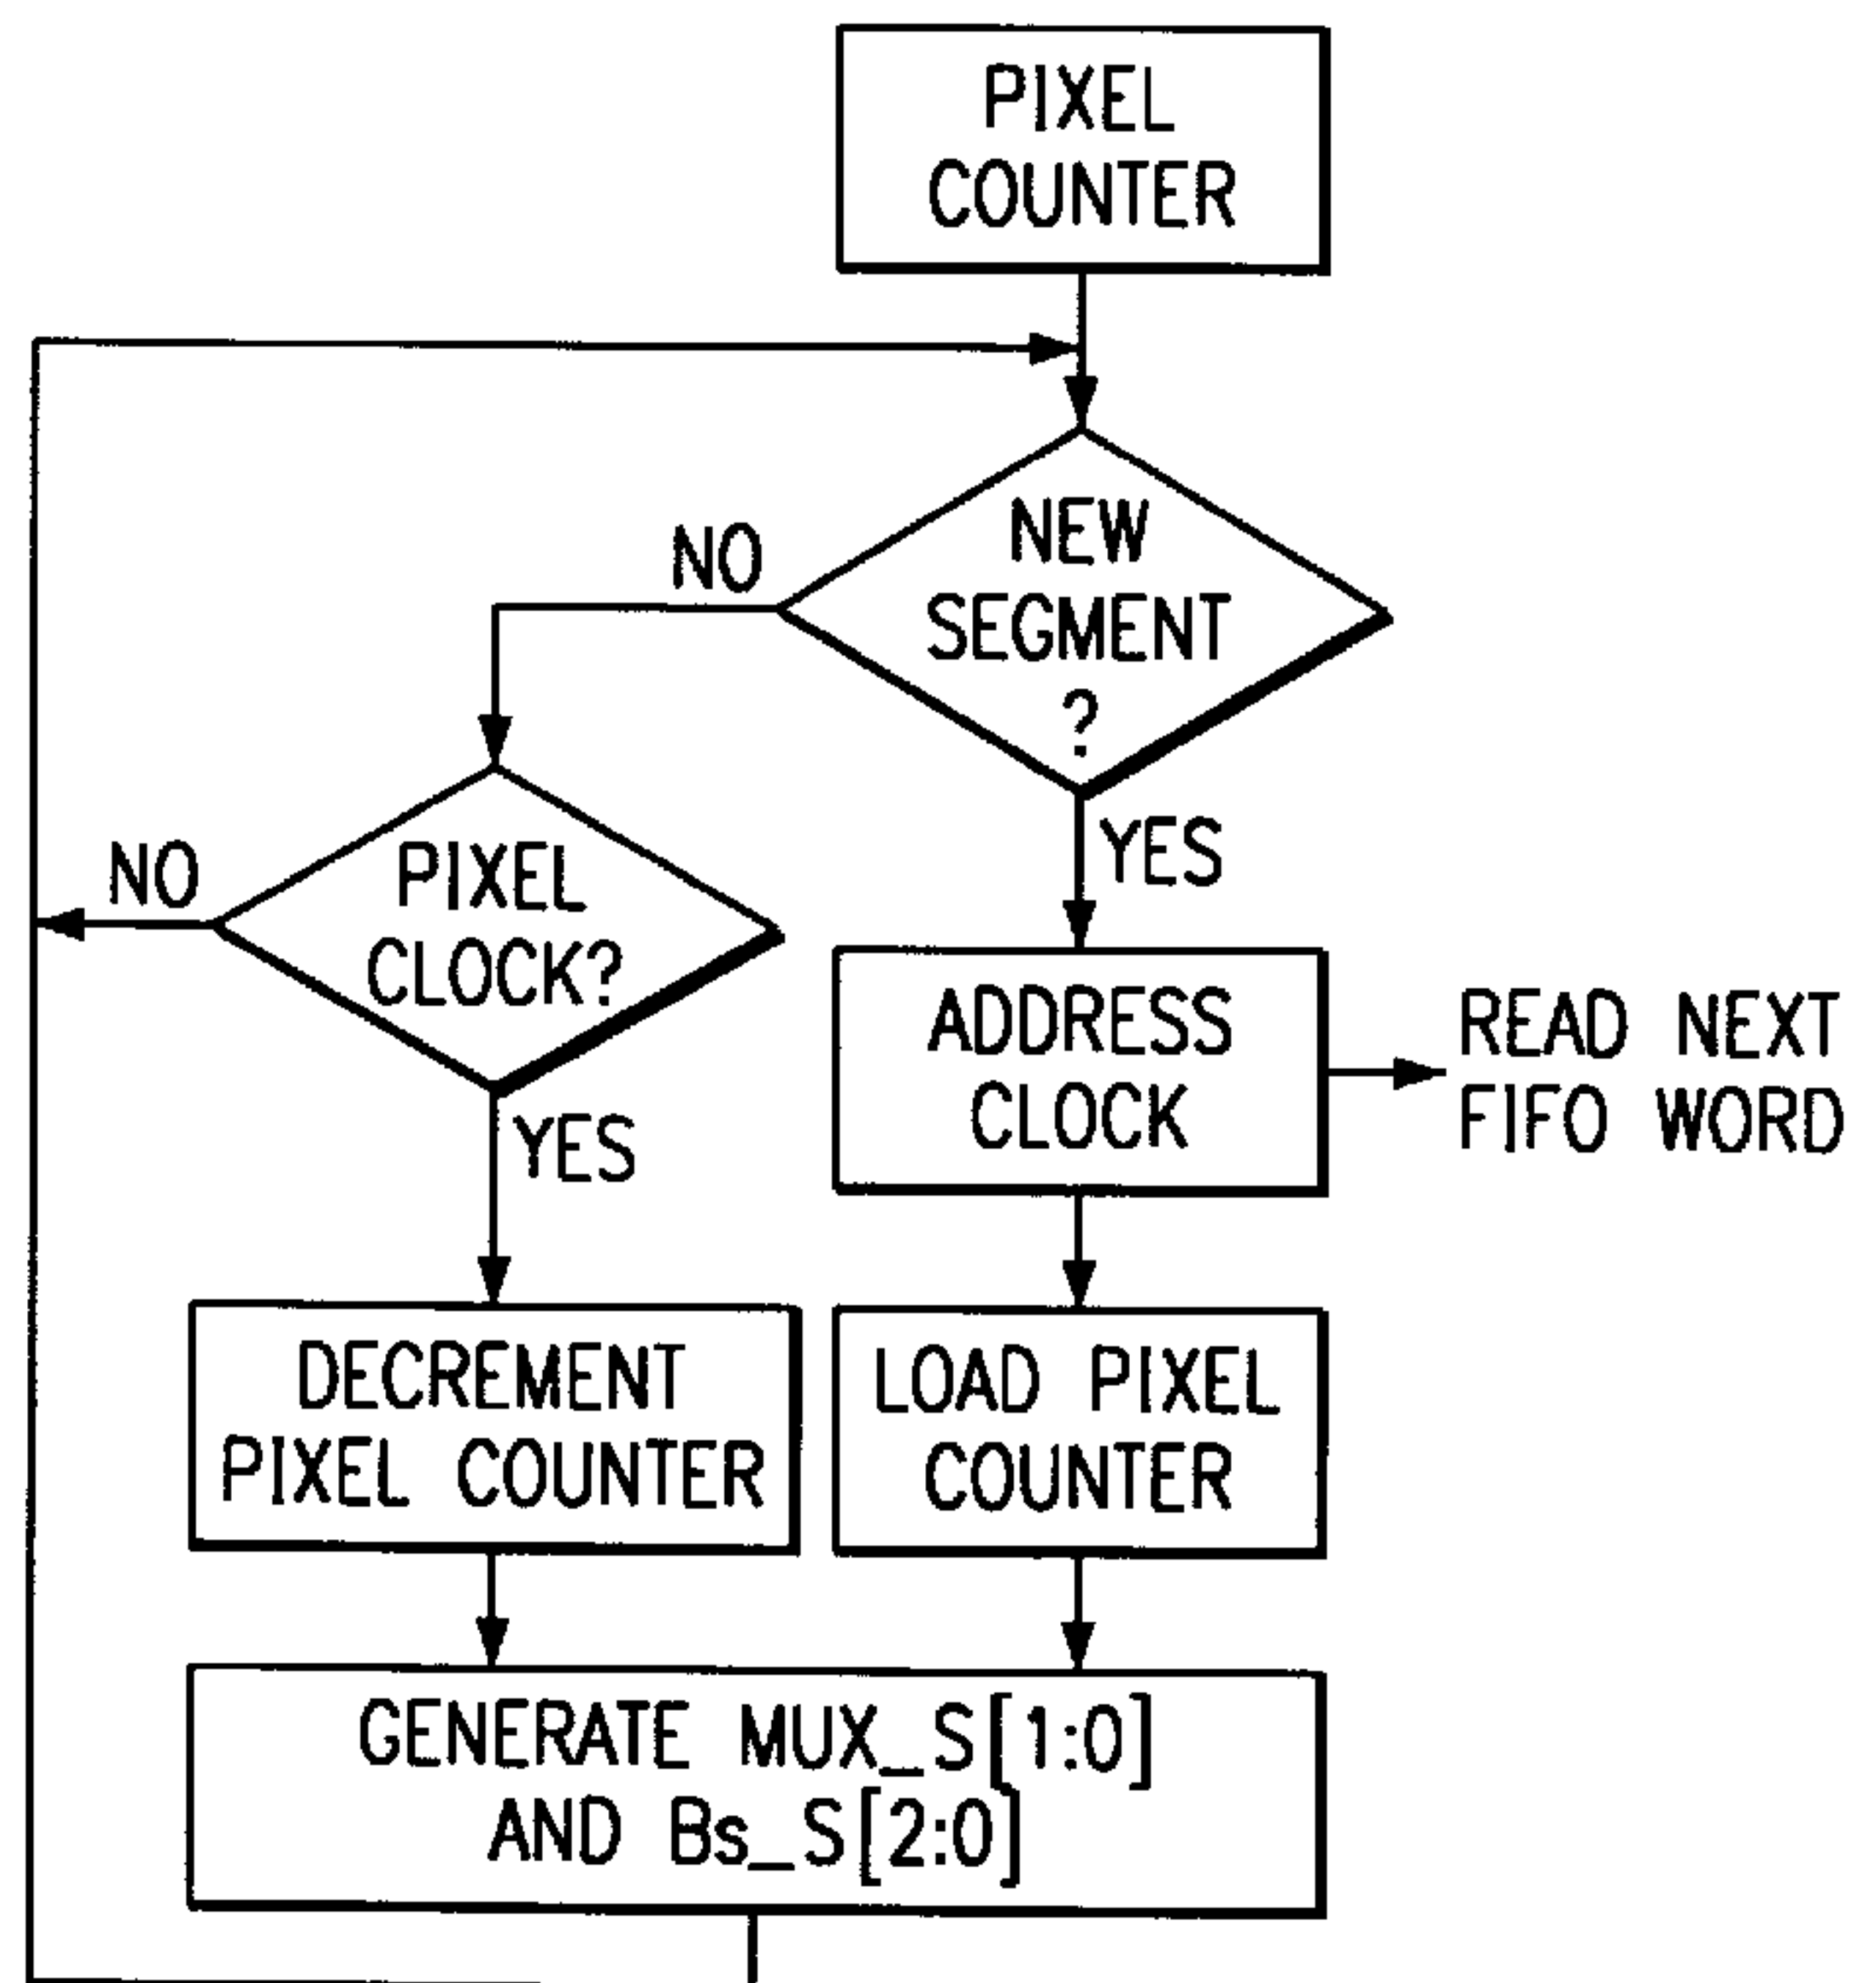 PIXEL
COUNTER
NEW
SEGMENT
?
NO
YES
PIXEL
CLOCK?
NO
YES
ADDRESS
CLOCK
READ NEXT
FIFO WORD
DECREMENT
PIXEL COUNTER
LOAD PIXEL
COUNTER
GENERATE MUX_S[1:0]
AND Bs_S[2:0]